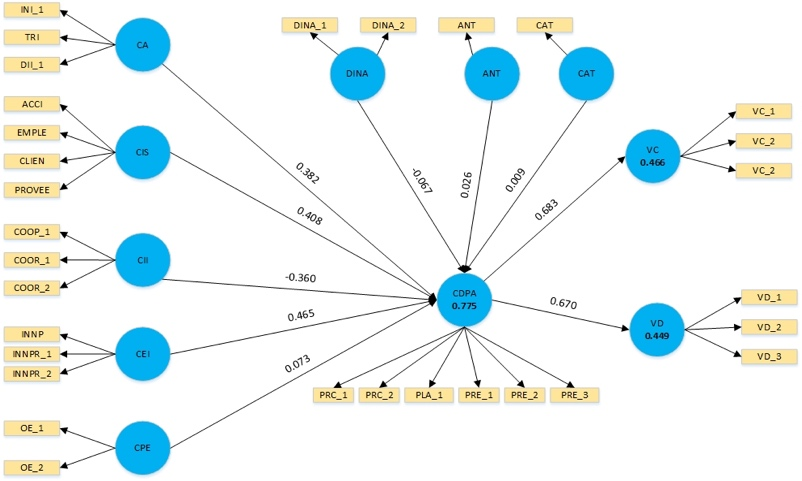 INI_1
TRI
DII_1
CA
ACCI
EMPLE
CLIEN
PROVEE
CIS
COOP_1
COOR_1
COOR_2
CII
INNP
INNPR_1
INNPR_2
CEI
OE_1
OE_2
CPE
DINA_1
DINA_2
DINA
ANT
ANT
CAT
CAT
0.382
0.408
-0.360
0.465
0.073
-0.067
0.026
0.009
0.683
0.670
CDPA
0.775
PRC_1
PRC_2
PLA_1
PRE_1
PRE_2
PRE_3
VC
0.466
VC_1
VC_2
VC_2
VD
0.449
VD_1
VD_2
VD_3